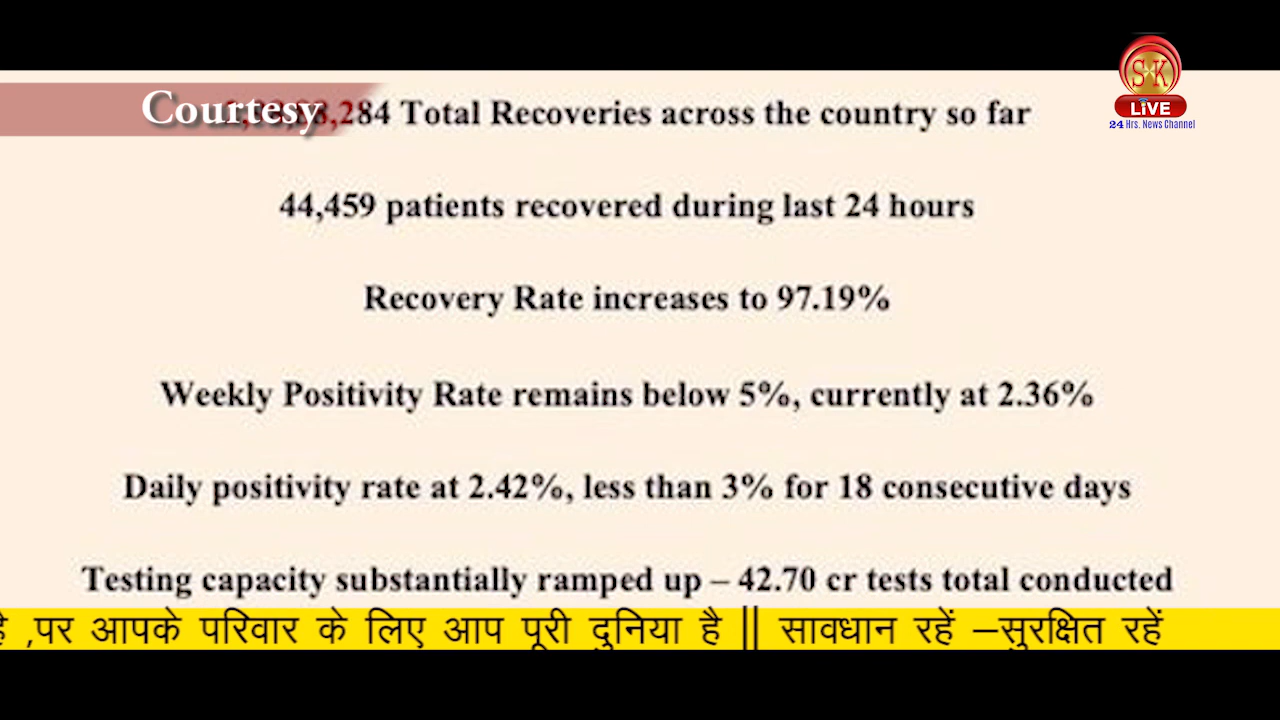 Courtesy
284 Total Recoveries across the country so far
S K
LIVE
24 Hrs. News Channel
44,459 patients recovered during last 24 hours
Recovery Rate increases to 97.19%
Weekly Positivity Rate remains below 5%, currently at 2.36%
Daily positivity rate at 2.42%, less than 3% for 18 consecutive days
Testing capacity substantially ramped up – 42.70 cr tests total conducted
है ,पर आपके परिवार के लिए आप पूरी दुनिया है || सावधान रहें –सुरक्षित रहें